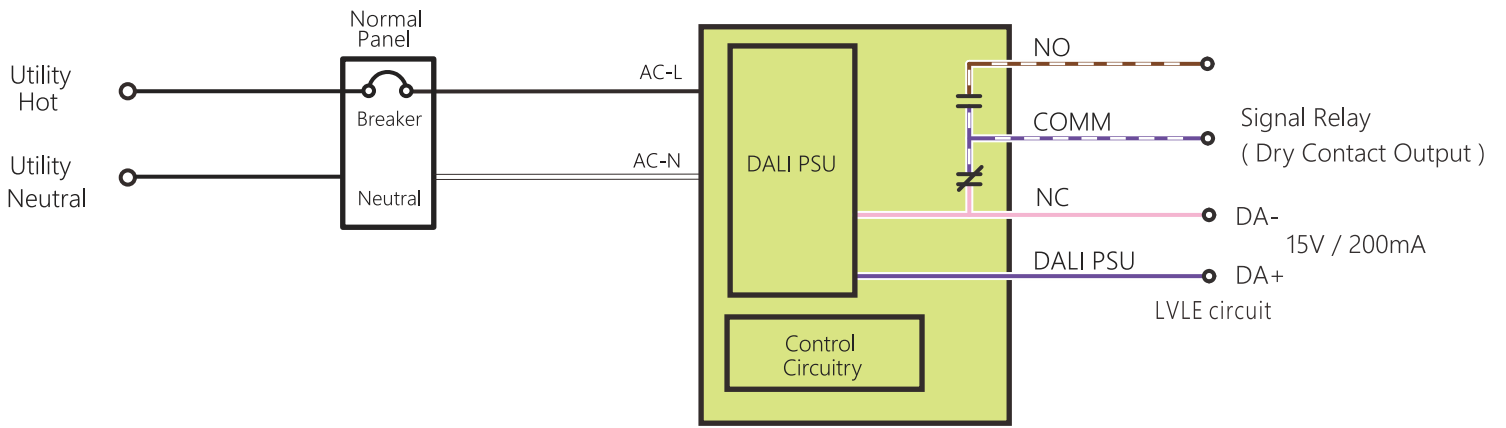 Normal
Panel
Utility
Hot
AC-L
Breaker
Utility
Neutral
AC-N
Neutral
DALI PSU
Control
Circuitry
NO
COMM
Signal Relay
( Dry Contact Output )
NC
DA-
15V / 200mA
DALI PSU
DA+
LVLE circuit